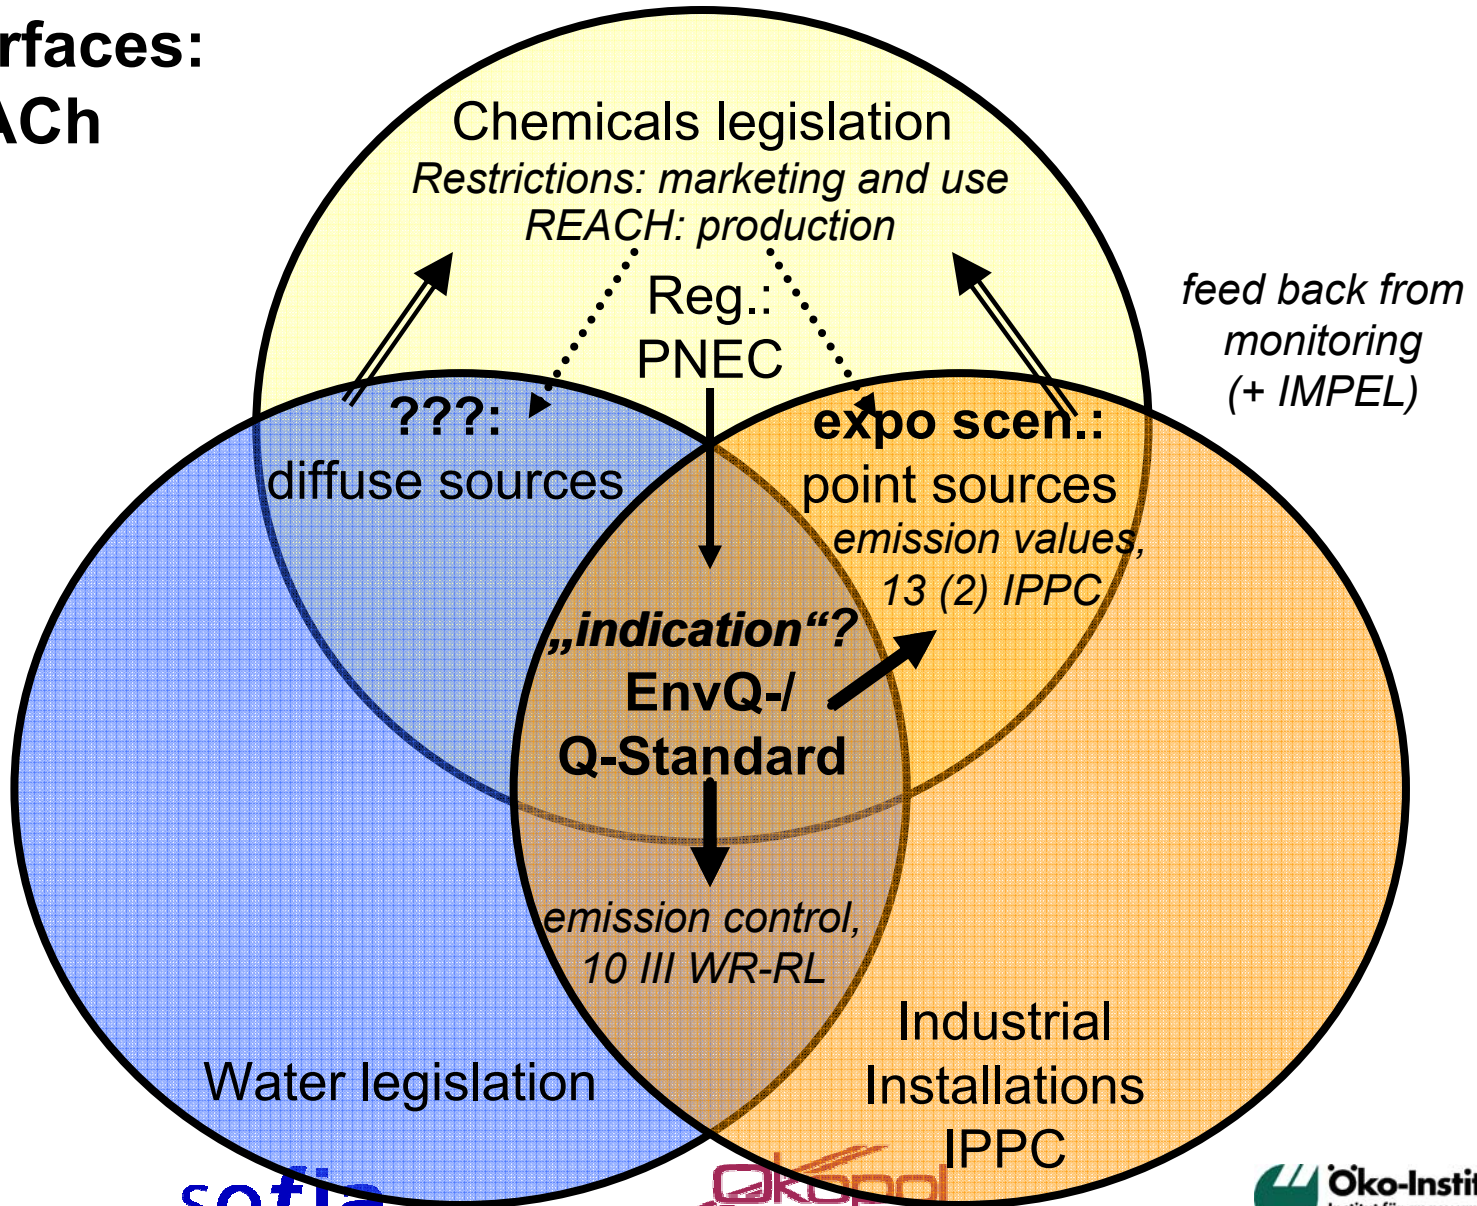 rfaces:
ACh
Chemicals legislation
Restrictions: marketing and use
REACH: production
Reg.:
PNEC
feed back from
monitoring
(+ IMPEL)
???:
diffuse sources
expo scen.:
point sources
emission values,
13 (2) IPPC
„indication“?
EnvQ-/
Q-Standard
emission control,
10 III WR-RL
Water legislation
Industrial
Installations
IPPC
sofia
Ökopol
Öko-Instit